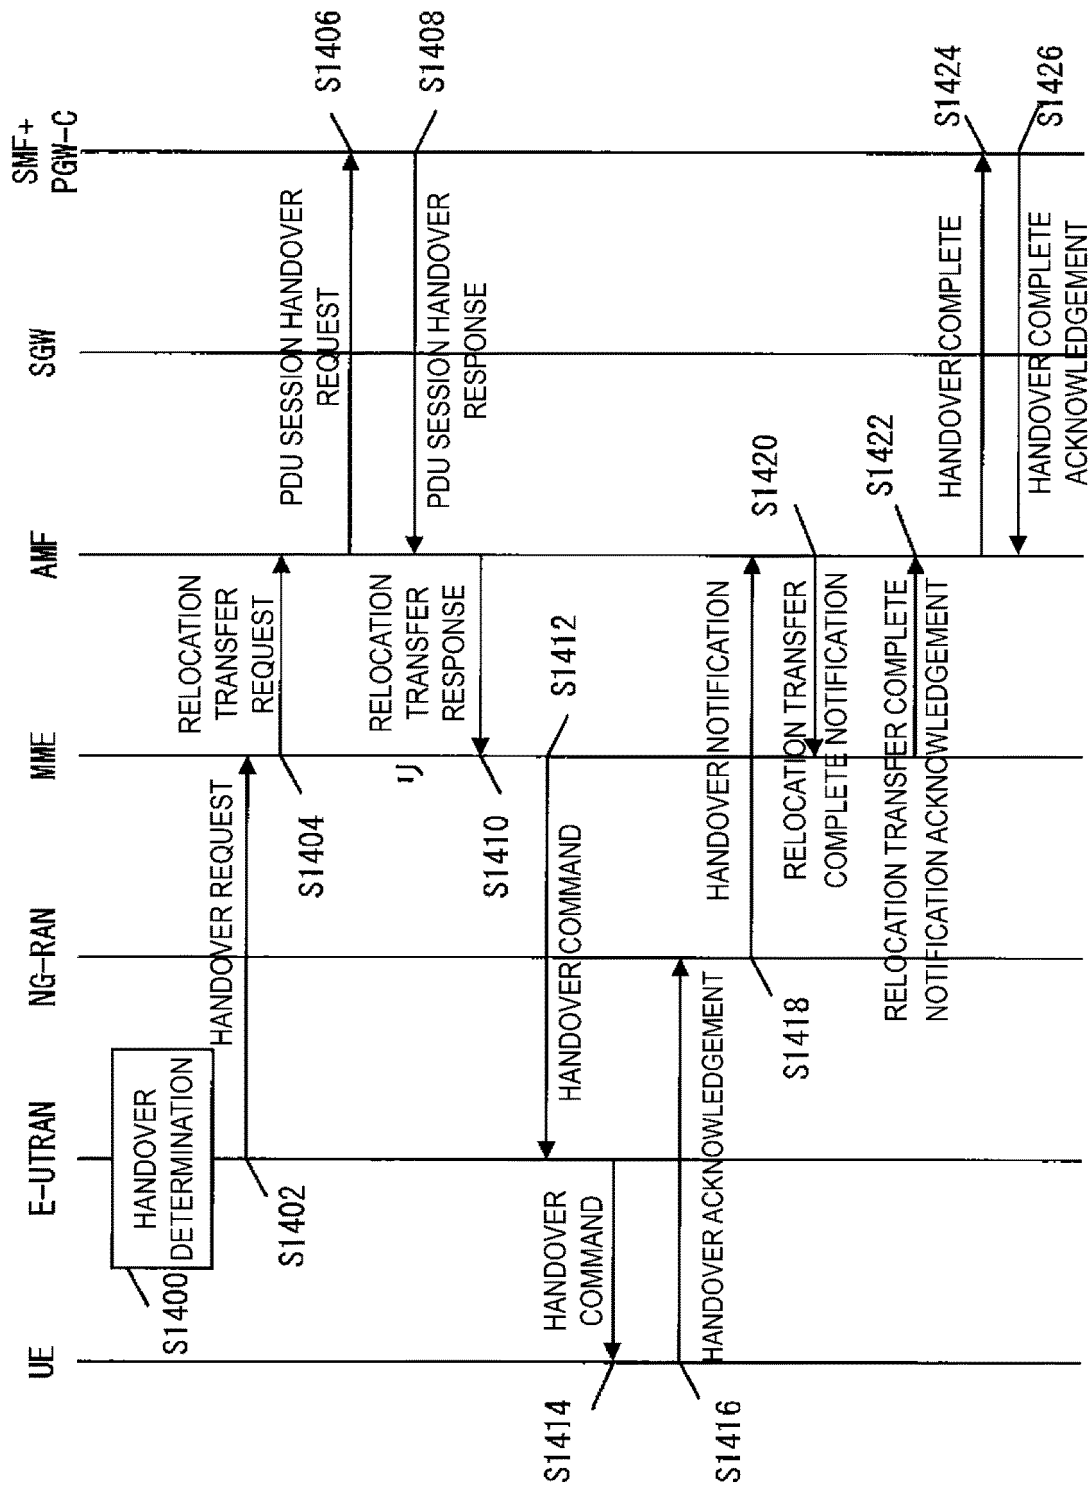 UE
E-UTRAN
NG-RAN
MME
AMF
SGW
SMF+
PGW-C
S1400
HANDOVER
DETERMINATION
HANDOVER REQUEST
S1402
RELOCATION
TRANSFER
REQUEST
S1404
PDU SESSION HANDOVER
REQUEST
S1406
PDU SESSION HANDOVER
RESPONSE
S1408
RELOCATION
TRANSFER
RESPONSE
リ
S1410
HANDOVER COMMAND
S1412
HANDOVER
COMMAND
S1414
HANDOVER ACKNOWLEDGEMENT
S1416
HANDOVER NOTIFICATION
S1418
RELOCATION TRANSFER
COMPLETE NOTIFICATION
S1420
RELOCATION TRANSFER COMPLETE
NOTIFICATION ACKNOWLEDGEMENT
S1422
HANDOVER COMPLETE
S1424
HANDOVER COMPLETE
ACKNOWLEDGEMENT
S1426